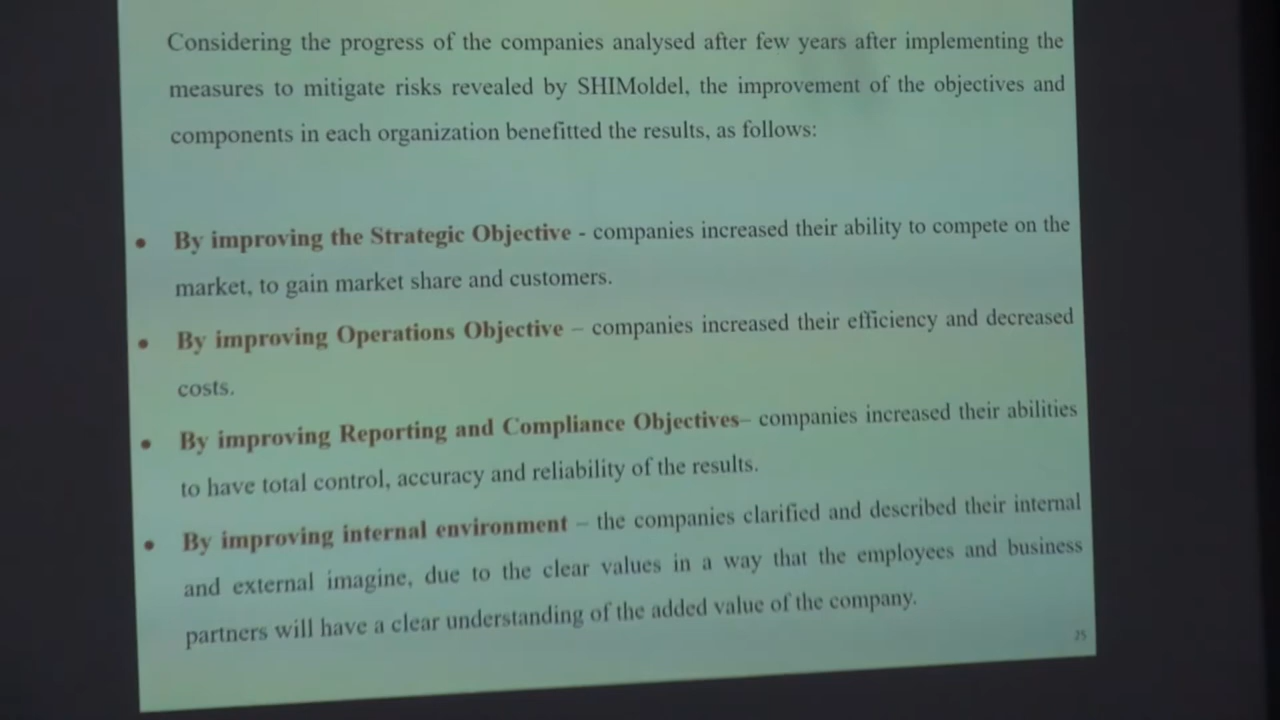 Considering the progress of the companies analysed after few years after implementing the
measures to mitigate risks revealed by SHIMoldel, the improvement of the objectives and
components in each organization benefitted the results, as follows:
• By improving the Strategic Objective - companies increased their ability to compete on the
market, to gain market share and customers.
• By improving Operations Objective – companies increased their efficiency and decreased
costs.
• By improving Reporting and Compliance Objectives– companies increased their abilities
to have total control, accuracy and reliability of the results.
• By improving internal environment – the companies clarified and described their internal
and external imagine, due to the clear values in a way that the employees and business
partners will have a clear understanding of the added value of the company.
25